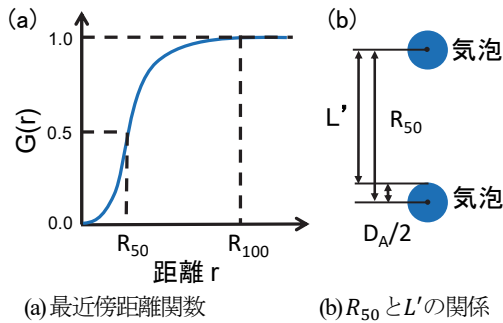 (a)
1.0
0.5
0.0
G(r)
R50
R100
距離 r
(a) 最近傍距離関数
(b)
気泡
L’
R50
気泡
DA/2
(b) R50 とL′の関係